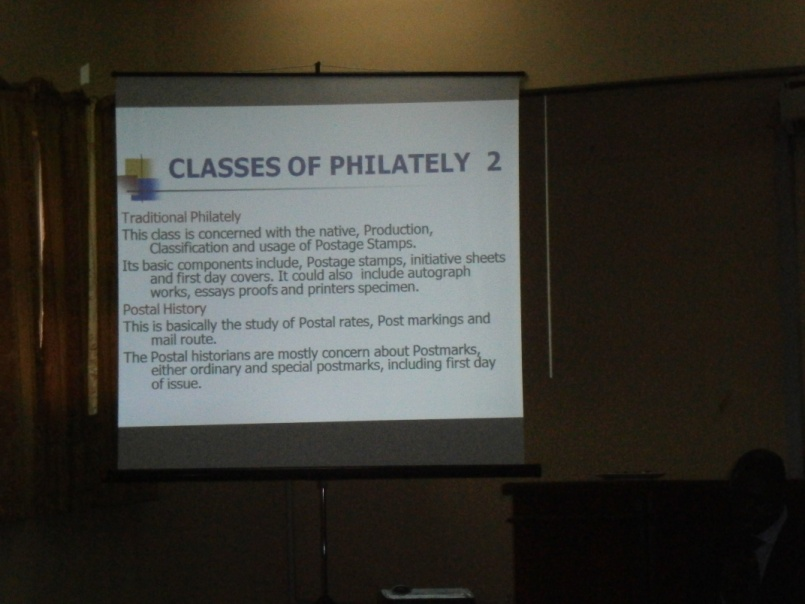 CLASSES OF PHILATELY 2
Traditional Philately
This class is concerned with the native, Production,
Classification and usage of Postage Stamps.
Its basic components include, Postage stamps, initiative sheets
and first day covers. It could also include autograph
works, essays proofs and printers specimen.
Postal History
This is basically the study of Postal rates, Post markings and
mail route.
The Postal historians are mostly concern about Postmarks,
either ordinary and special postmarks, including first day
of issue.